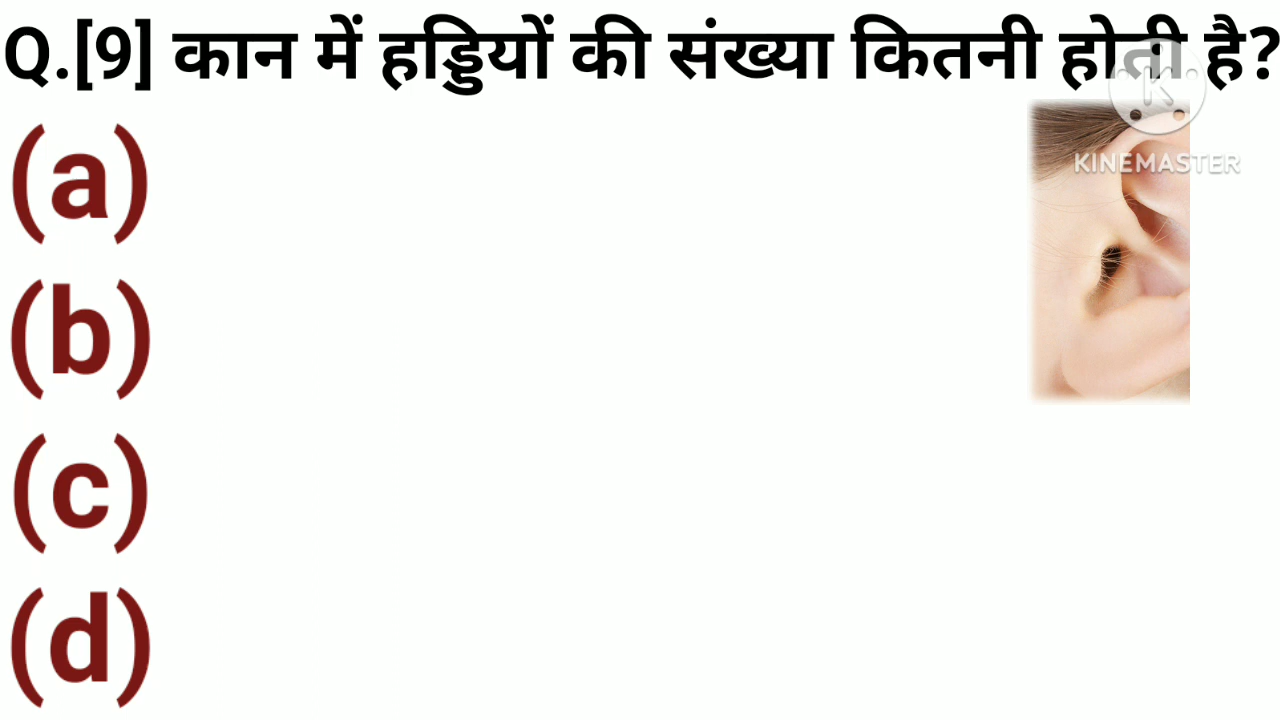 Q.[9] कान में हड्डियों की संख्या कितनी होती है?
K
KINEMASTER
(a)
(b)
(c)
(d)